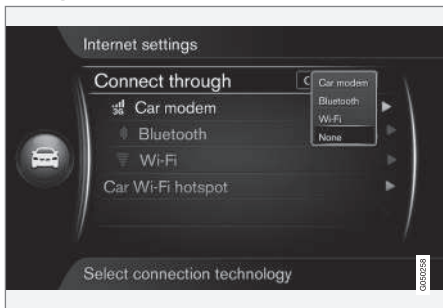 Internet settings
Connect through
Car modem
Bluetooth
Wi-Fi
None
3G Car modem
Bluetooth
Wi-Fi
Car Wi-Fi hotspot
Select connection technology
G050258